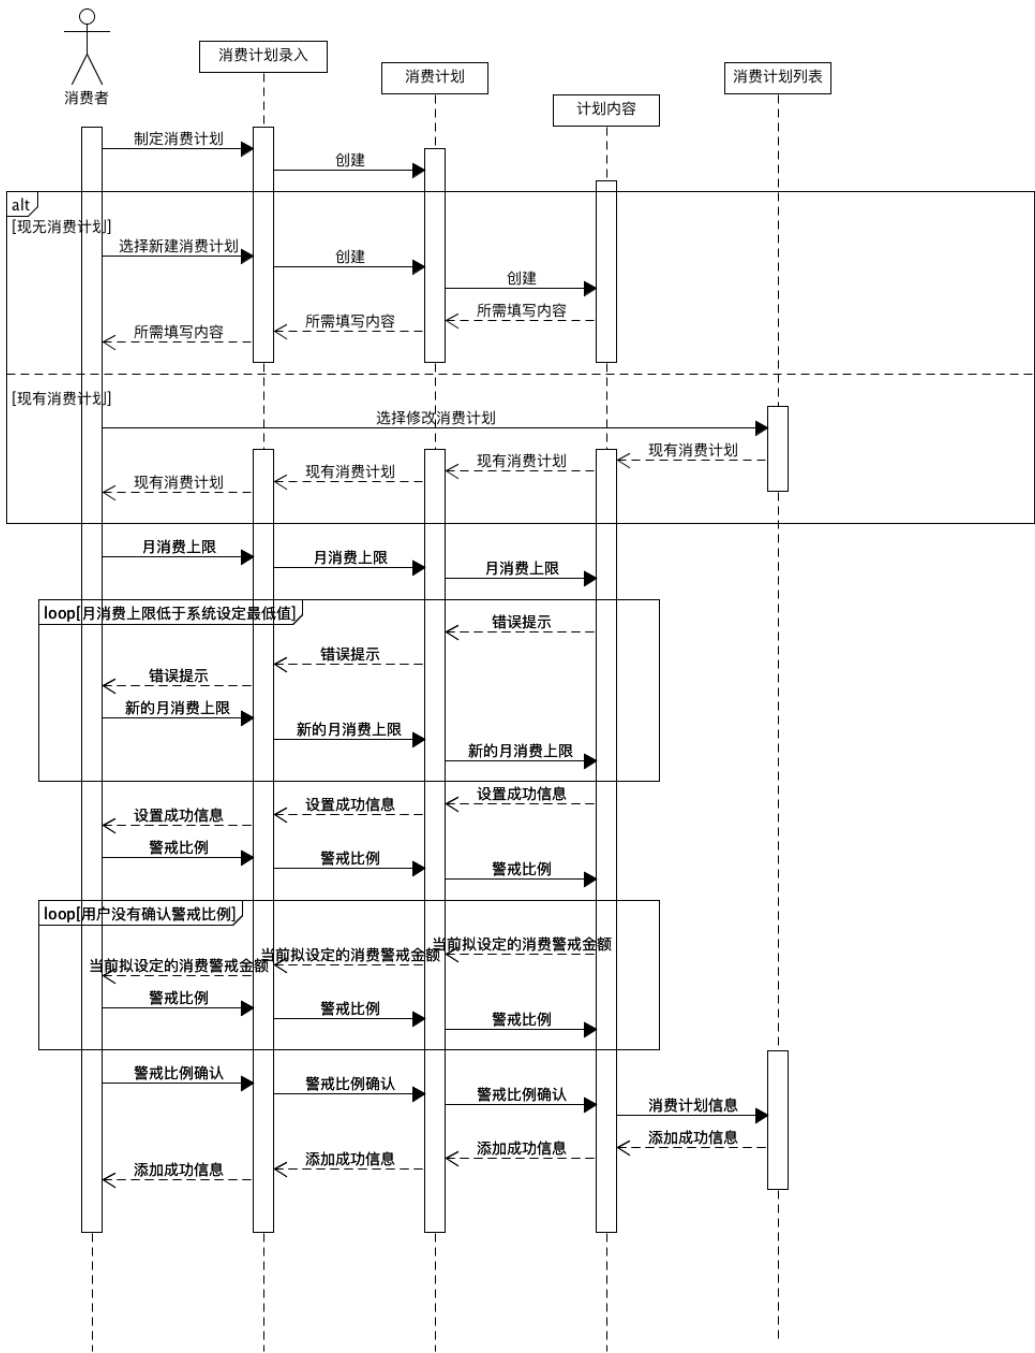 消费者
消费计划录入
消费计划
计划内容
消费计划列表
制定消费计划
创建
alt
[现无消费计划]
选择新建消费计划
创建
创建
所需填写内容
所需填写内容
所需填写内容
[现有消费计划]
选择修改消费计划
现有消费计划
现有消费计划
现有消费计划
现有消费计划
月消费上限
月消费上限
月消费上限
loop[月消费上限低于系统设定最低值]
错误提示
错误提示
错误提示
新的月消费上限
新的月消费上限
新的月消费上限
设置成功信息
设置成功信息
设置成功信息
警戒比例
警戒比例
警戒比例
loop[用户没有确认警戒比例]
当前拟设定的消费警戒金额
当前拟设定的消费警戒金额
当前拟设定的消费警戒金额
警戒比例
警戒比例
警戒比例
警戒比例确认
警戒比例确认
警戒比例确认
消费计划信息
添加成功信息
添加成功信息
添加成功信息
添加成功信息